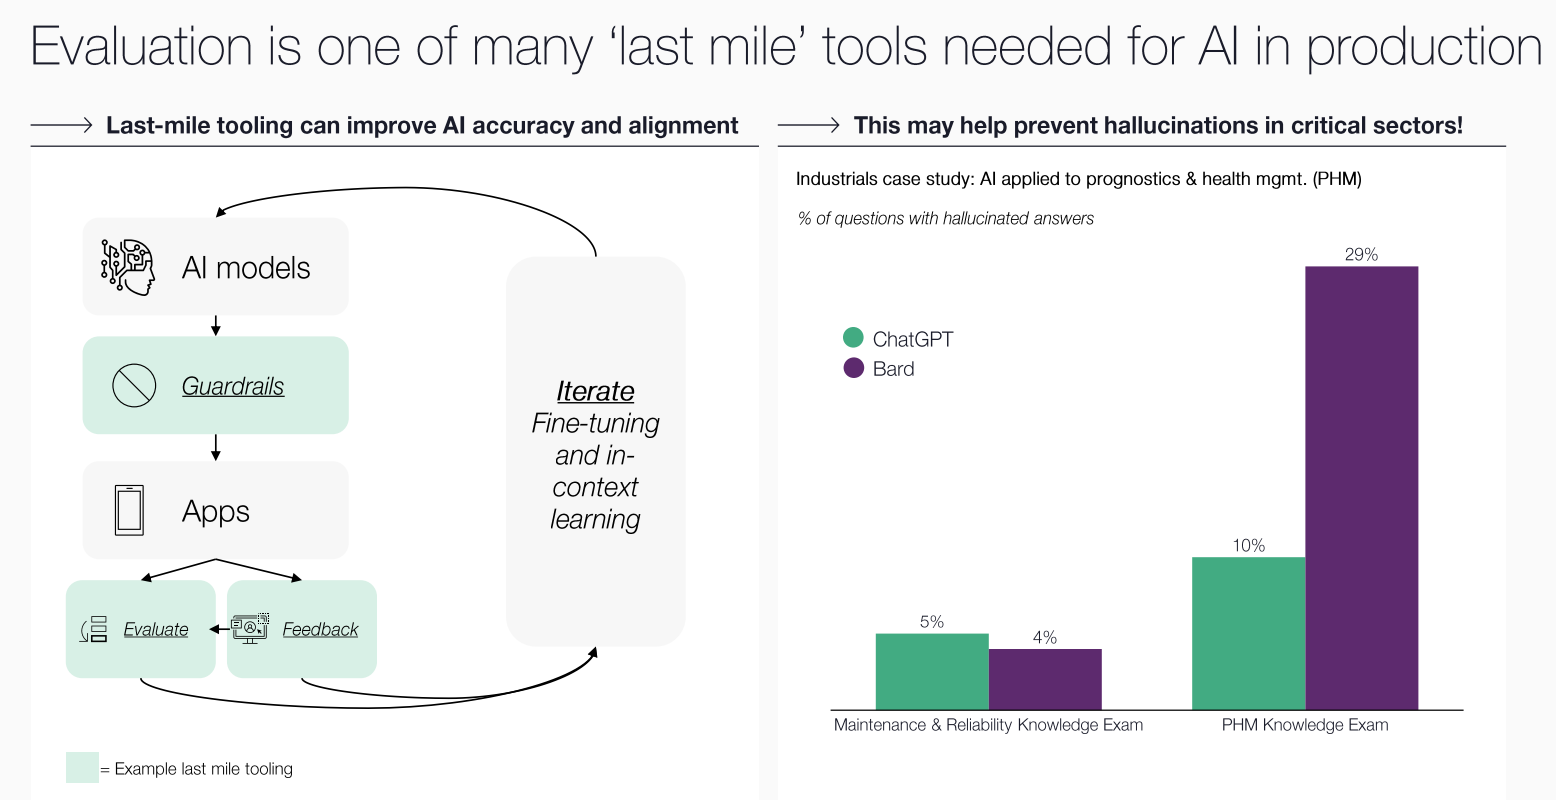 Evaluation is one of many ‘last mile’ tools needed for AI in production
Last-mile tooling can improve AI accuracy and alignment
AI models
Guardrails
Apps
Evaluate
Feedback
Iterate
Fine-tuning
and in-
context
learning
= Example last mile tooling
This may help prevent hallucinations in critical sectors!
Industrials case study: AI applied to prognostics & health mgmt. (PHM)
% of questions with hallucinated answers
ChatGPT
Bard
5%
4%
10%
29%
Maintenance & Reliability Knowledge Exam
PHM Knowledge Exam